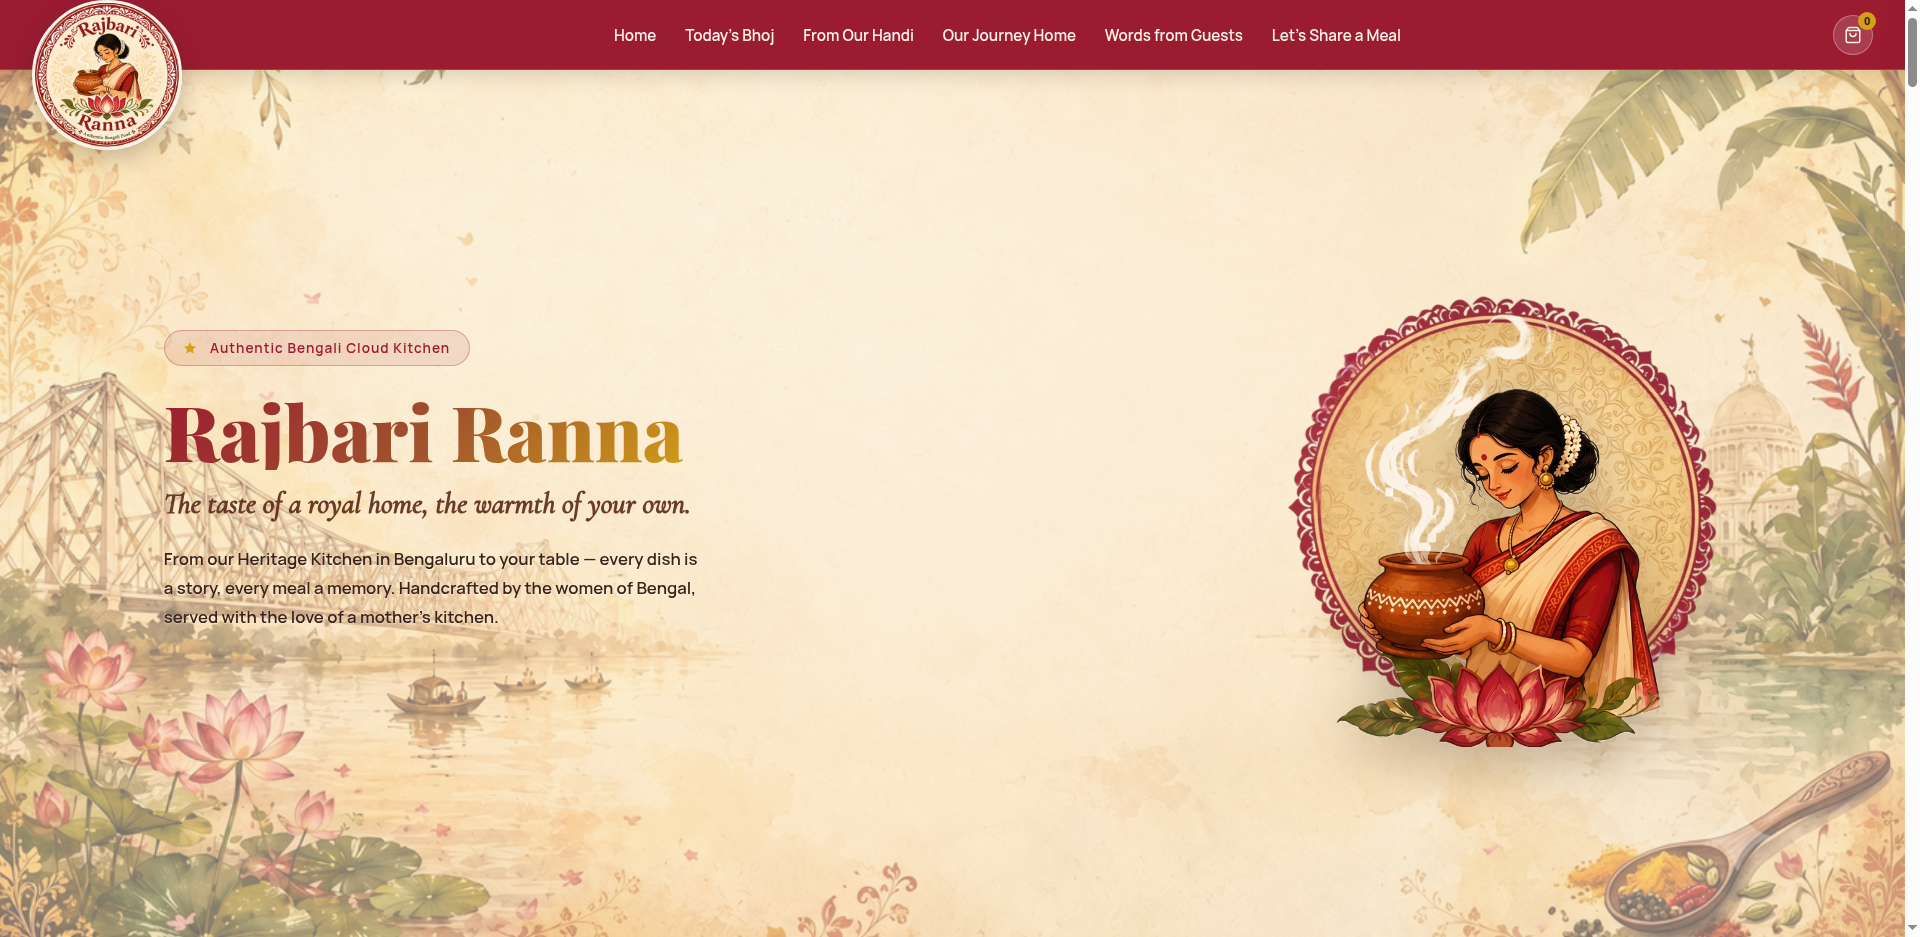 Rajbari
Ranna
Authentic Bengali Food
Home
Today's Bhoj
From Our Handi
Our Journey Home
Words from Guests
Let's Share a Meal
0
Authentic Bengali Cloud Kitchen
Rajbari Ranna
The taste of a royal home, the warmth of your own.
From our Heritage Kitchen in Bengaluru to your table — every dish is
a story, every meal a memory. Handcrafted by the women of Bengal,
served with the love of a mother's kitchen.